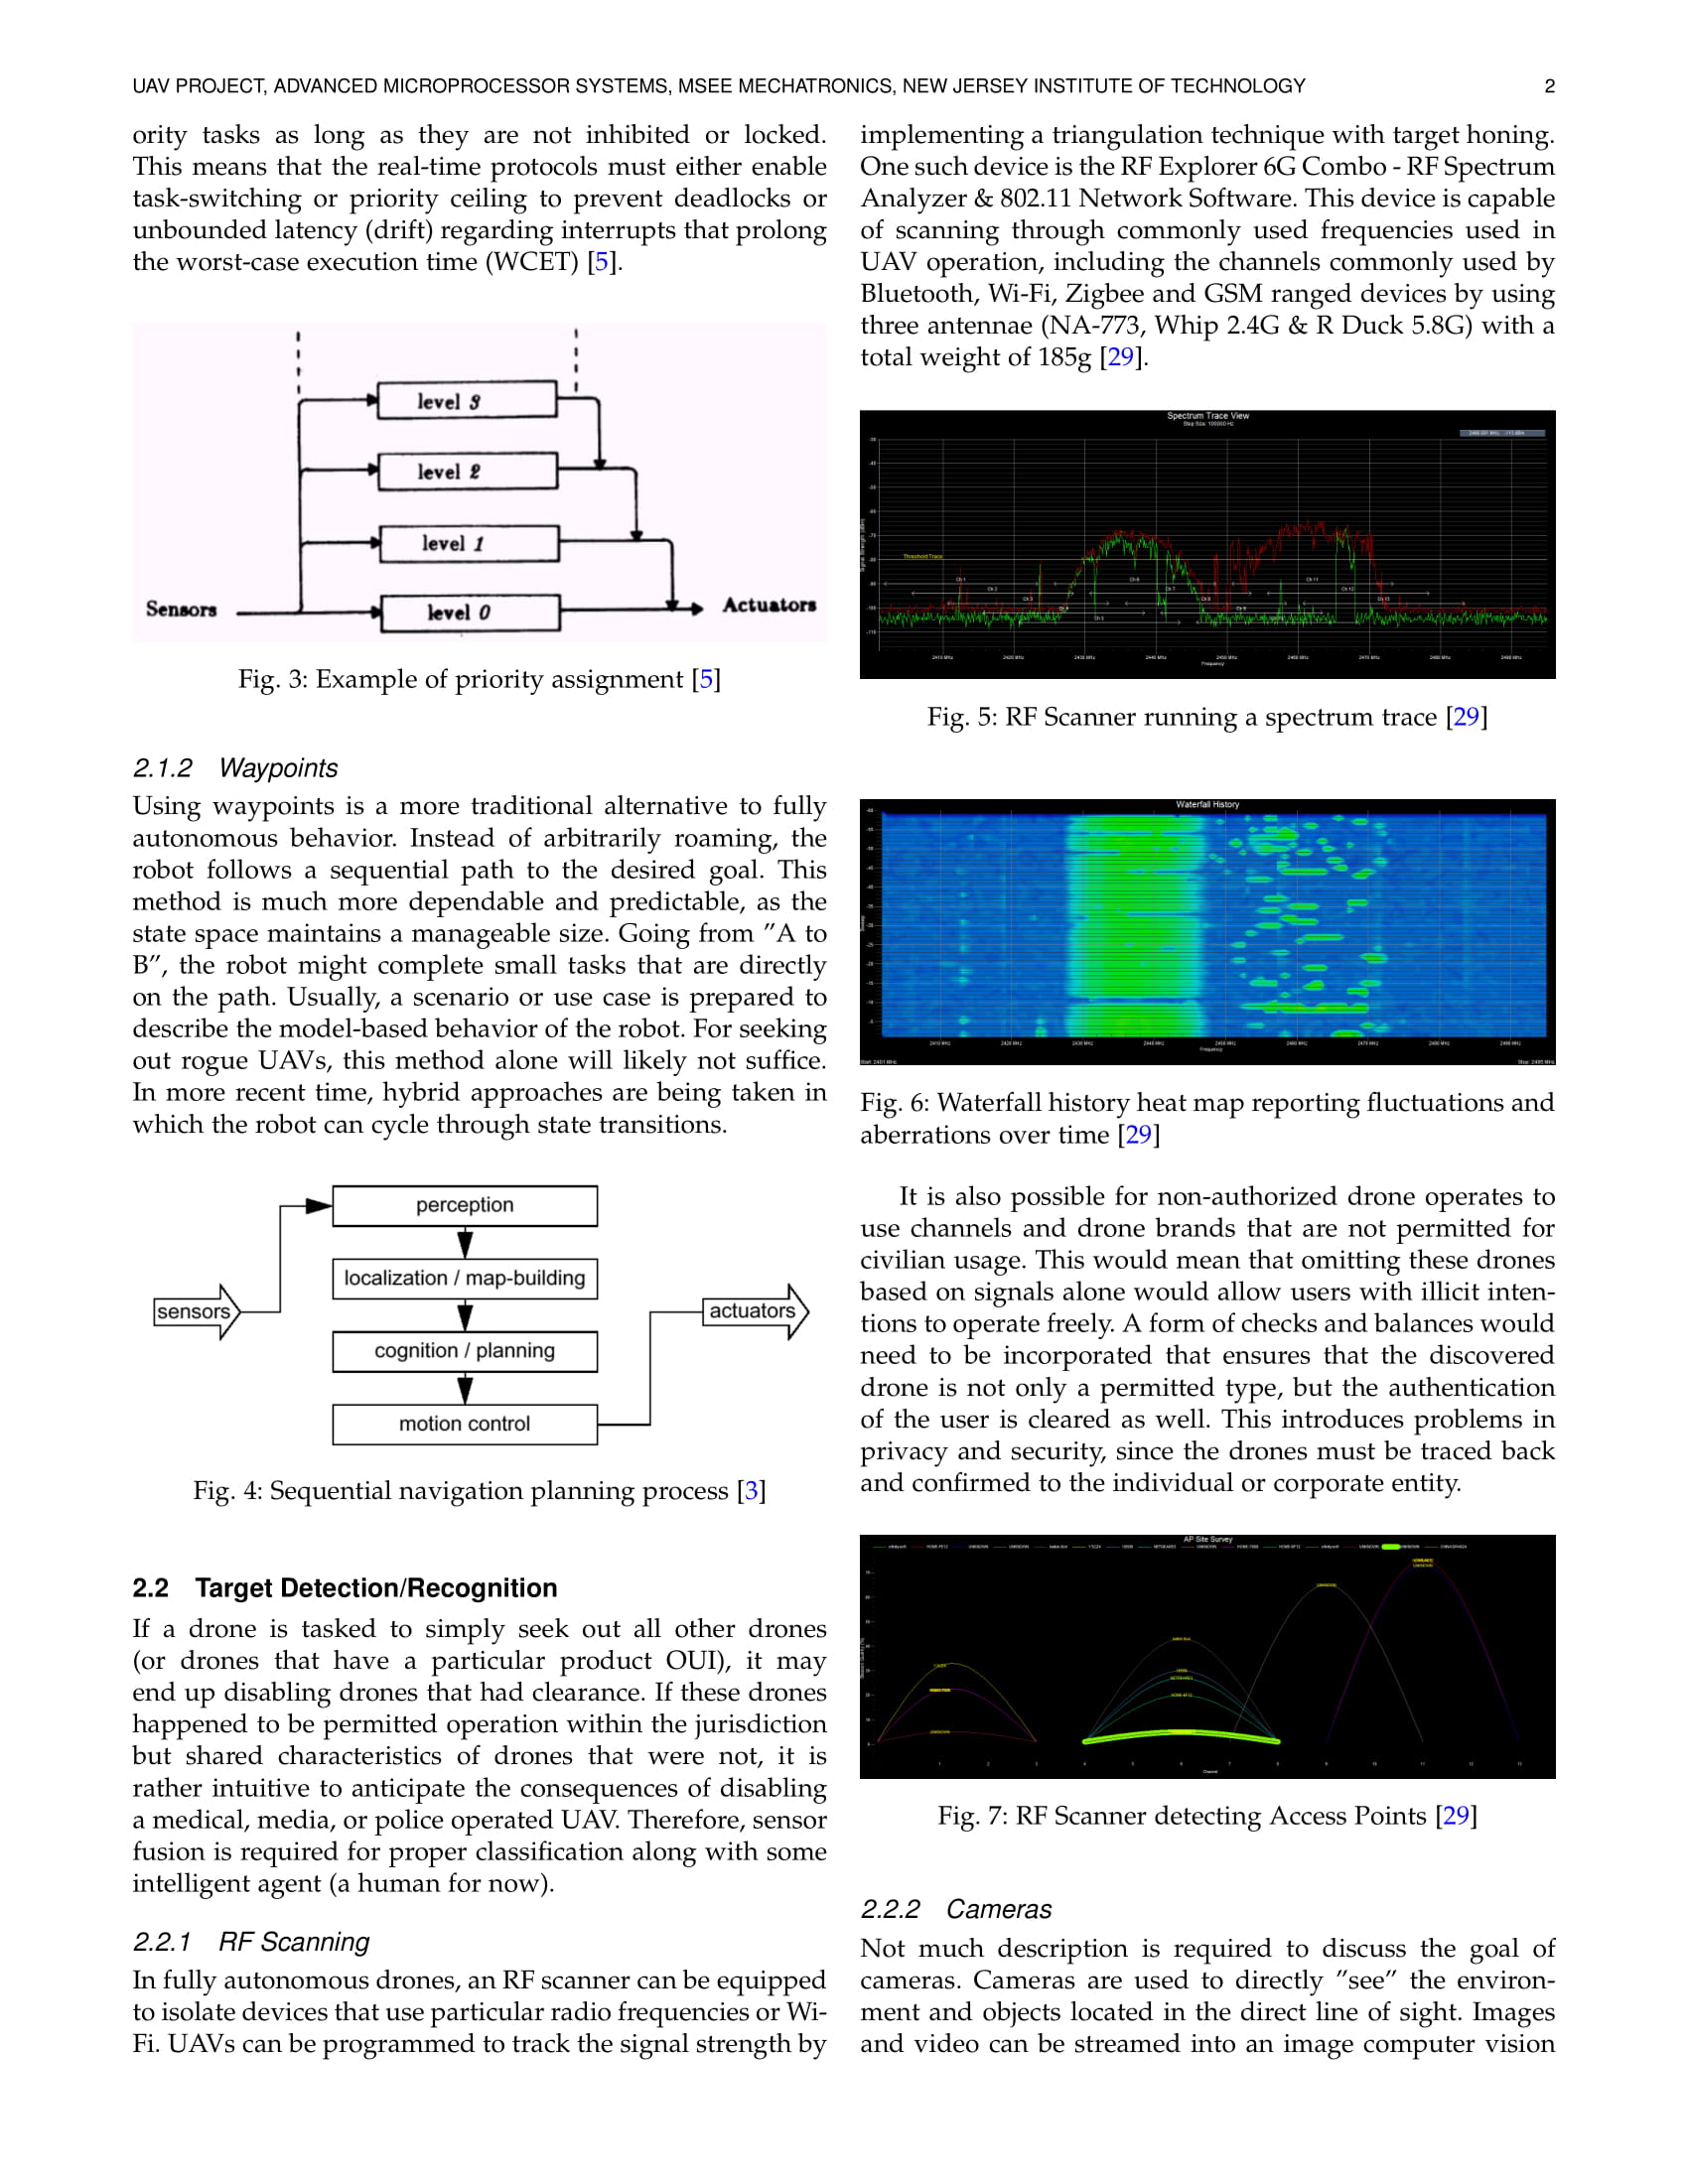 UAV PROJECT, ADVANCED MICROPROCESSOR SYSTEMS, MSEE MECHATRONICS, NEW JERSEY INSTITUTE OF TECHNOLOGY 2
ority tasks as long as they are not inhibited or locked.
This means that the real-time protocols must either enable
task-switching or priority ceiling to prevent deadlocks or
unbounded latency (drift) regarding interrupts that prolong
the worst-case execution time (WCET) [5].
level 3
level 2
level 1
Sensors level 0 Actuators
Fig. 3: Example of priority assignment [5]
2.1.2 Waypoints
Using waypoints is a more traditional alternative to fully
autonomous behavior. Instead of arbitrarily roaming, the
robot follows a sequential path to the desired goal. This
method is much more dependable and predictable, as the
state space maintains a manageable size. Going from ”A to
B”, the robot might complete small tasks that are directly
on the path. Usually, a scenario or use case is prepared to
describe the model-based behavior of the robot. For seeking
out rogue UAVs, this method alone will likely not suffice.
In more recent time, hybrid approaches are being taken in
which the robot can cycle through state transitions.
perception
localization / map-building
sensors
actuators
cognition / planning
motion control
Fig. 4: Sequential navigation planning process [3]
2.2 Target Detection/Recognition
If a drone is tasked to simply seek out all other drones
(or drones that have a particular product OUI), it may
end up disabling drones that had clearance. If these drones
happened to be permitted operation within the jurisdiction
but shared characteristics of drones that were not, it is
rather intuitive to anticipate the consequences of disabling
a medical, media, or police operated UAV. Therefore, sensor
fusion is required for proper classification along with some
intelligent agent (a human for now).
2.2.1 RF Scanning
In fully autonomous drones, an RF scanner can be equipped
to isolate devices that use particular radio frequencies or Wi-
Fi. UAVs can be programmed to track the signal strength by
implementing a triangulation technique with target honing.
One such device is the RF Explorer 6G Combo - RF Spectrum
Analyzer & 802.11 Network Software. This device is capable
of scanning through commonly used frequencies used in
UAV operation, including the channels commonly used by
Bluetooth, Wi-Fi, Zigbee and GSM ranged devices by using
three antennae (NA-773, Whip 2.4G & R Duck 5.8G) with a
total weight of 185g [29].
Spectrum Trace View
Step Size: 100000 Hz
Threshold Trace
Frequency
Fig. 5: RF Scanner running a spectrum trace [29]
Waterfall History
Frequency
Fig. 6: Waterfall history heat map reporting fluctuations and
aberrations over time [29]
It is also possible for non-authorized drone operates to
use channels and drone brands that are not permitted for
civilian usage. This would mean that omitting these drones
based on signals alone would allow users with illicit inten-
tions to operate freely. A form of checks and balances would
need to be incorporated that ensures that the discovered
drone is not only a permitted type, but the authentication
of the user is cleared as well. This introduces problems in
privacy and security, since the drones must be traced back
and confirmed to the individual or corporate entity.
AP Site Survey
Channel
Fig. 7: RF Scanner detecting Access Points [29]
2.2.2 Cameras
Not much description is required to discuss the goal of
cameras. Cameras are used to directly ”see” the environ-
ment and objects located in the direct line of sight. Images
and video can be streamed into an image computer vision